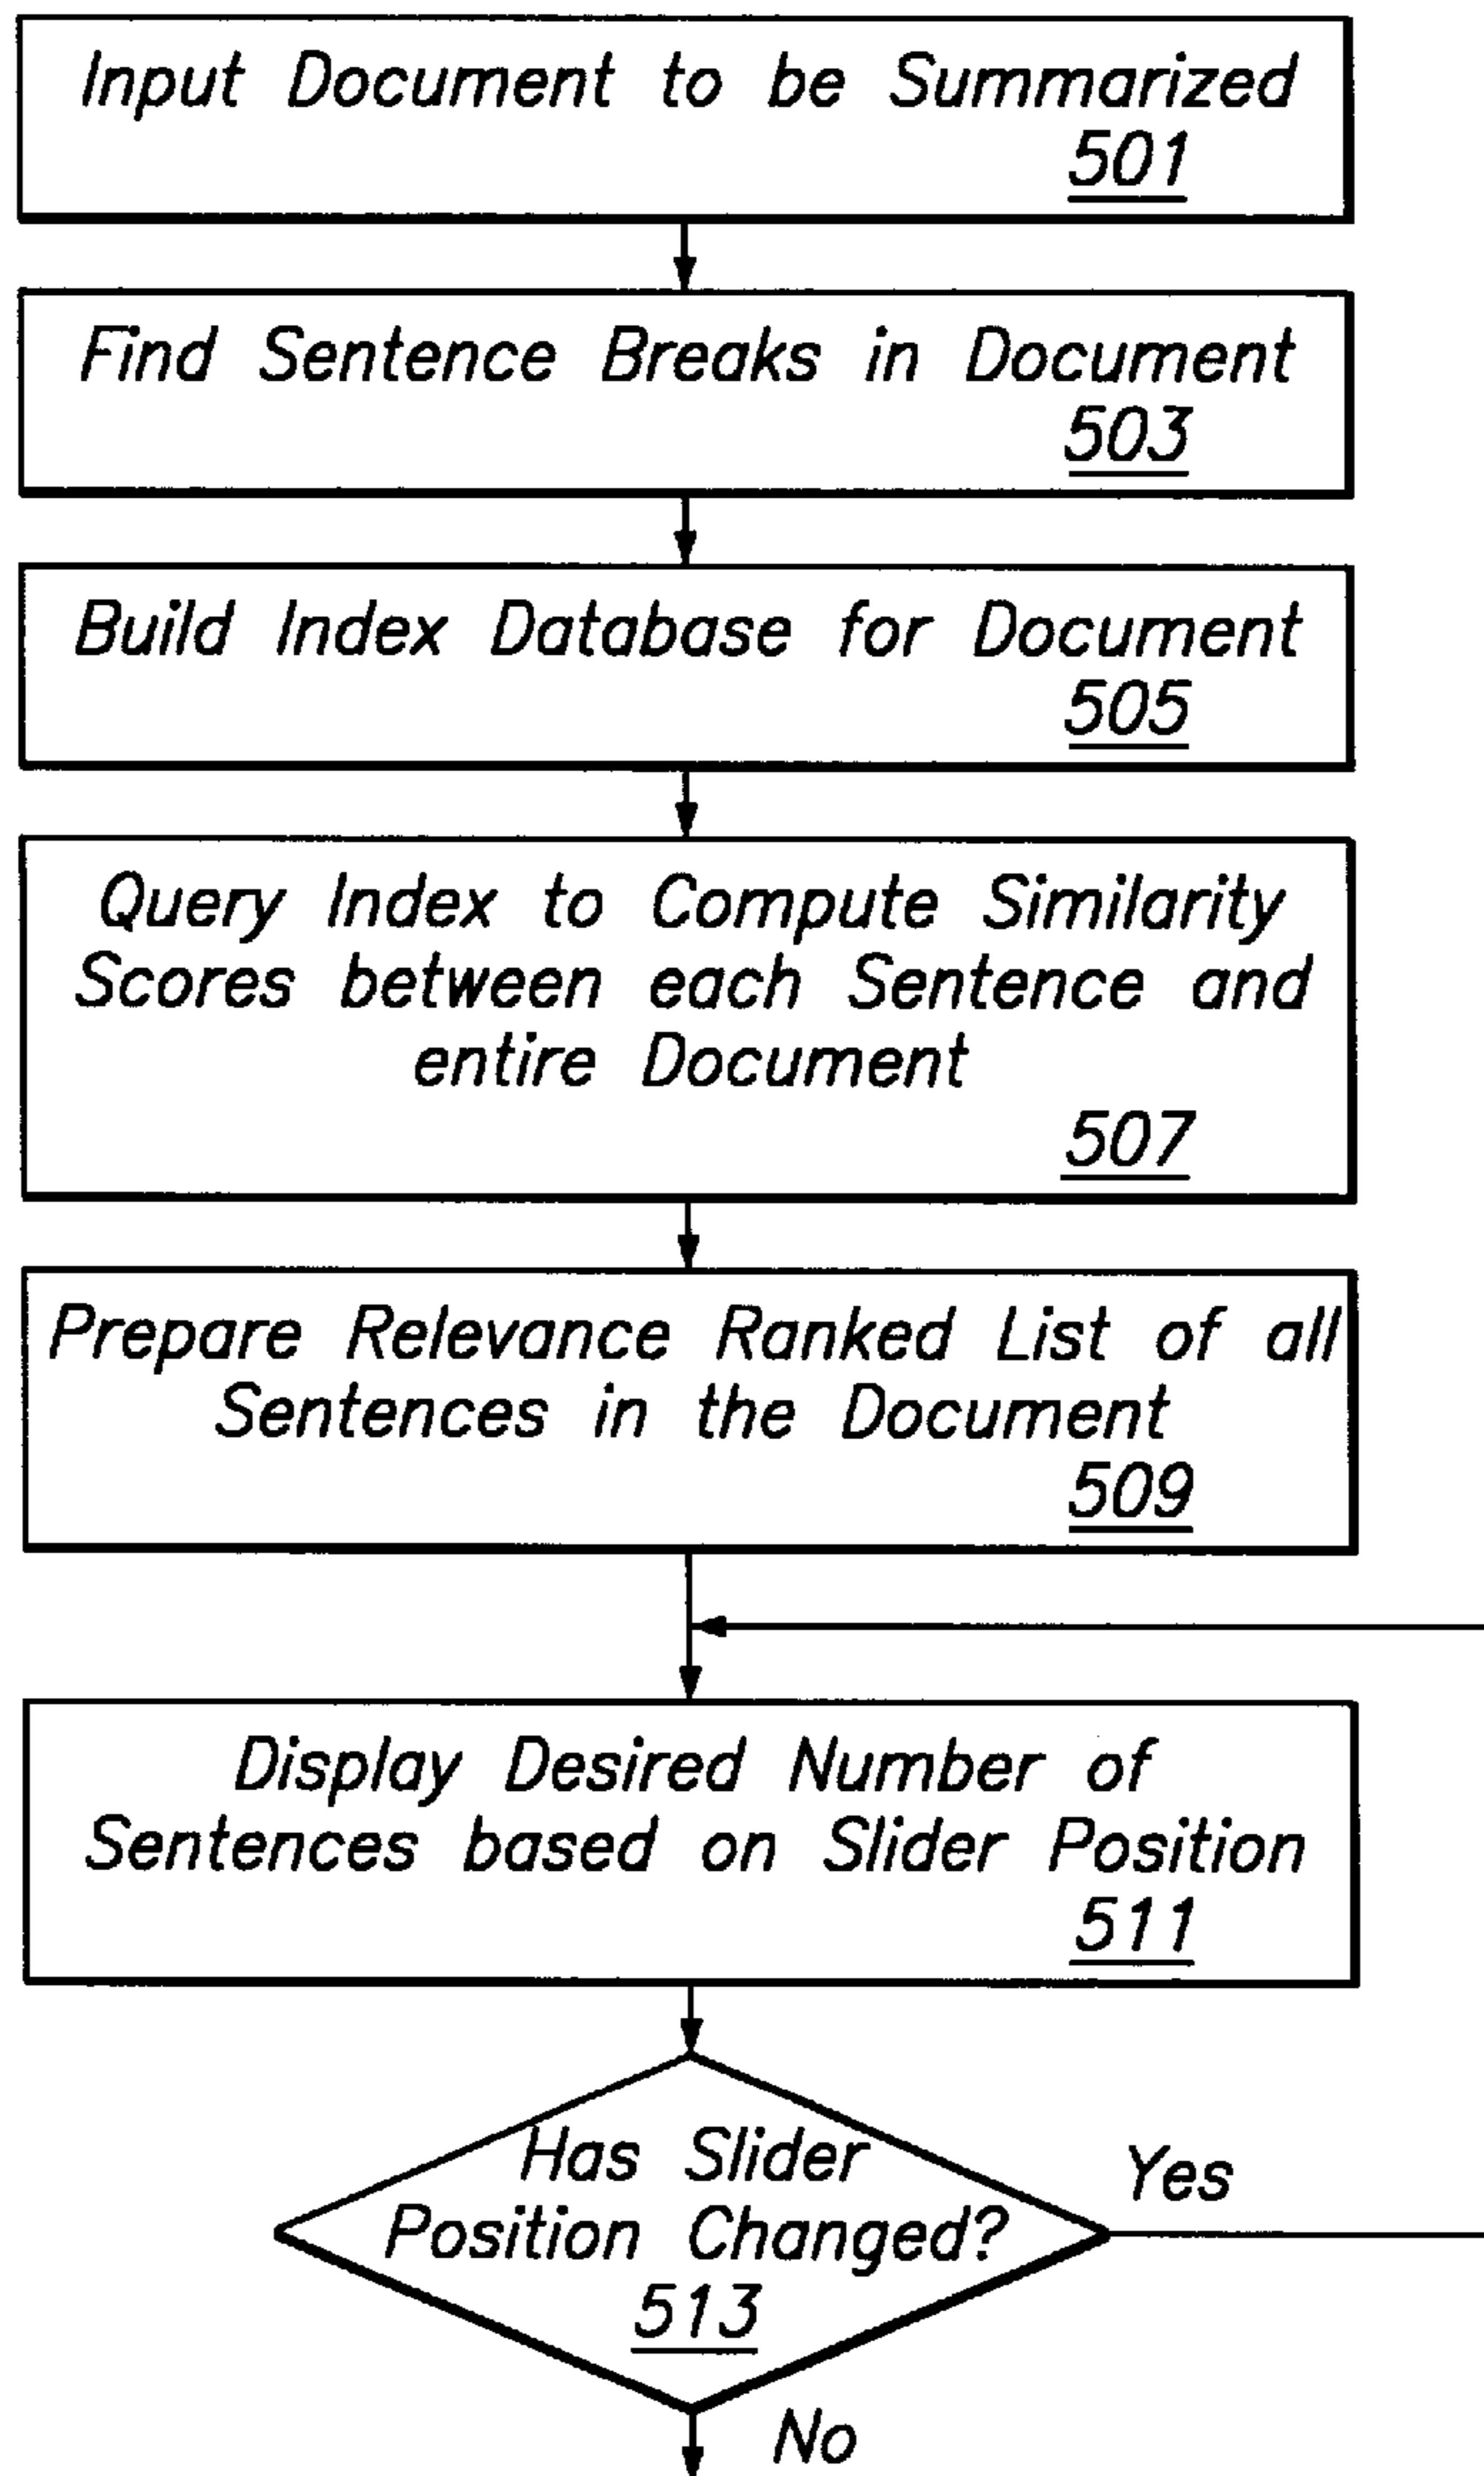 Input Document to be Summarized
501
Find Sentence Breaks in Document
503
Build Index Database for Document
505
Query Index to Compute Similarity
Scores between each Sentence and
entire Document
507
Prepare Relevance Ranked List of all
Sentences in the Document
509
Display Desired Number of
Sentences based on Slider Position
511
Has Slider
Position Changed?
513
Yes
No